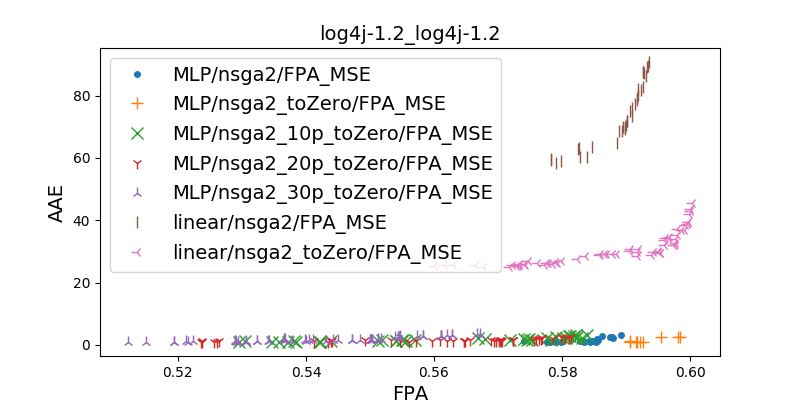 log4j-1.2_log4j-1.2
MLP/nsga2/FPA_MSE
MLP/nsga2_toZero/FPA_MSE
MLP/nsga2_10p_toZero/FPA_MSE
MLP/nsga2_20p_toZero/FPA_MSE
MLP/nsga2_30p_toZero/FPA_MSE
linear/nsga2/FPA_MSE
linear/nsga2_toZero/FPA_MSE
AAE
80
60
40
20
0
0.52 0.54 0.56 0.58 0.60
FPA